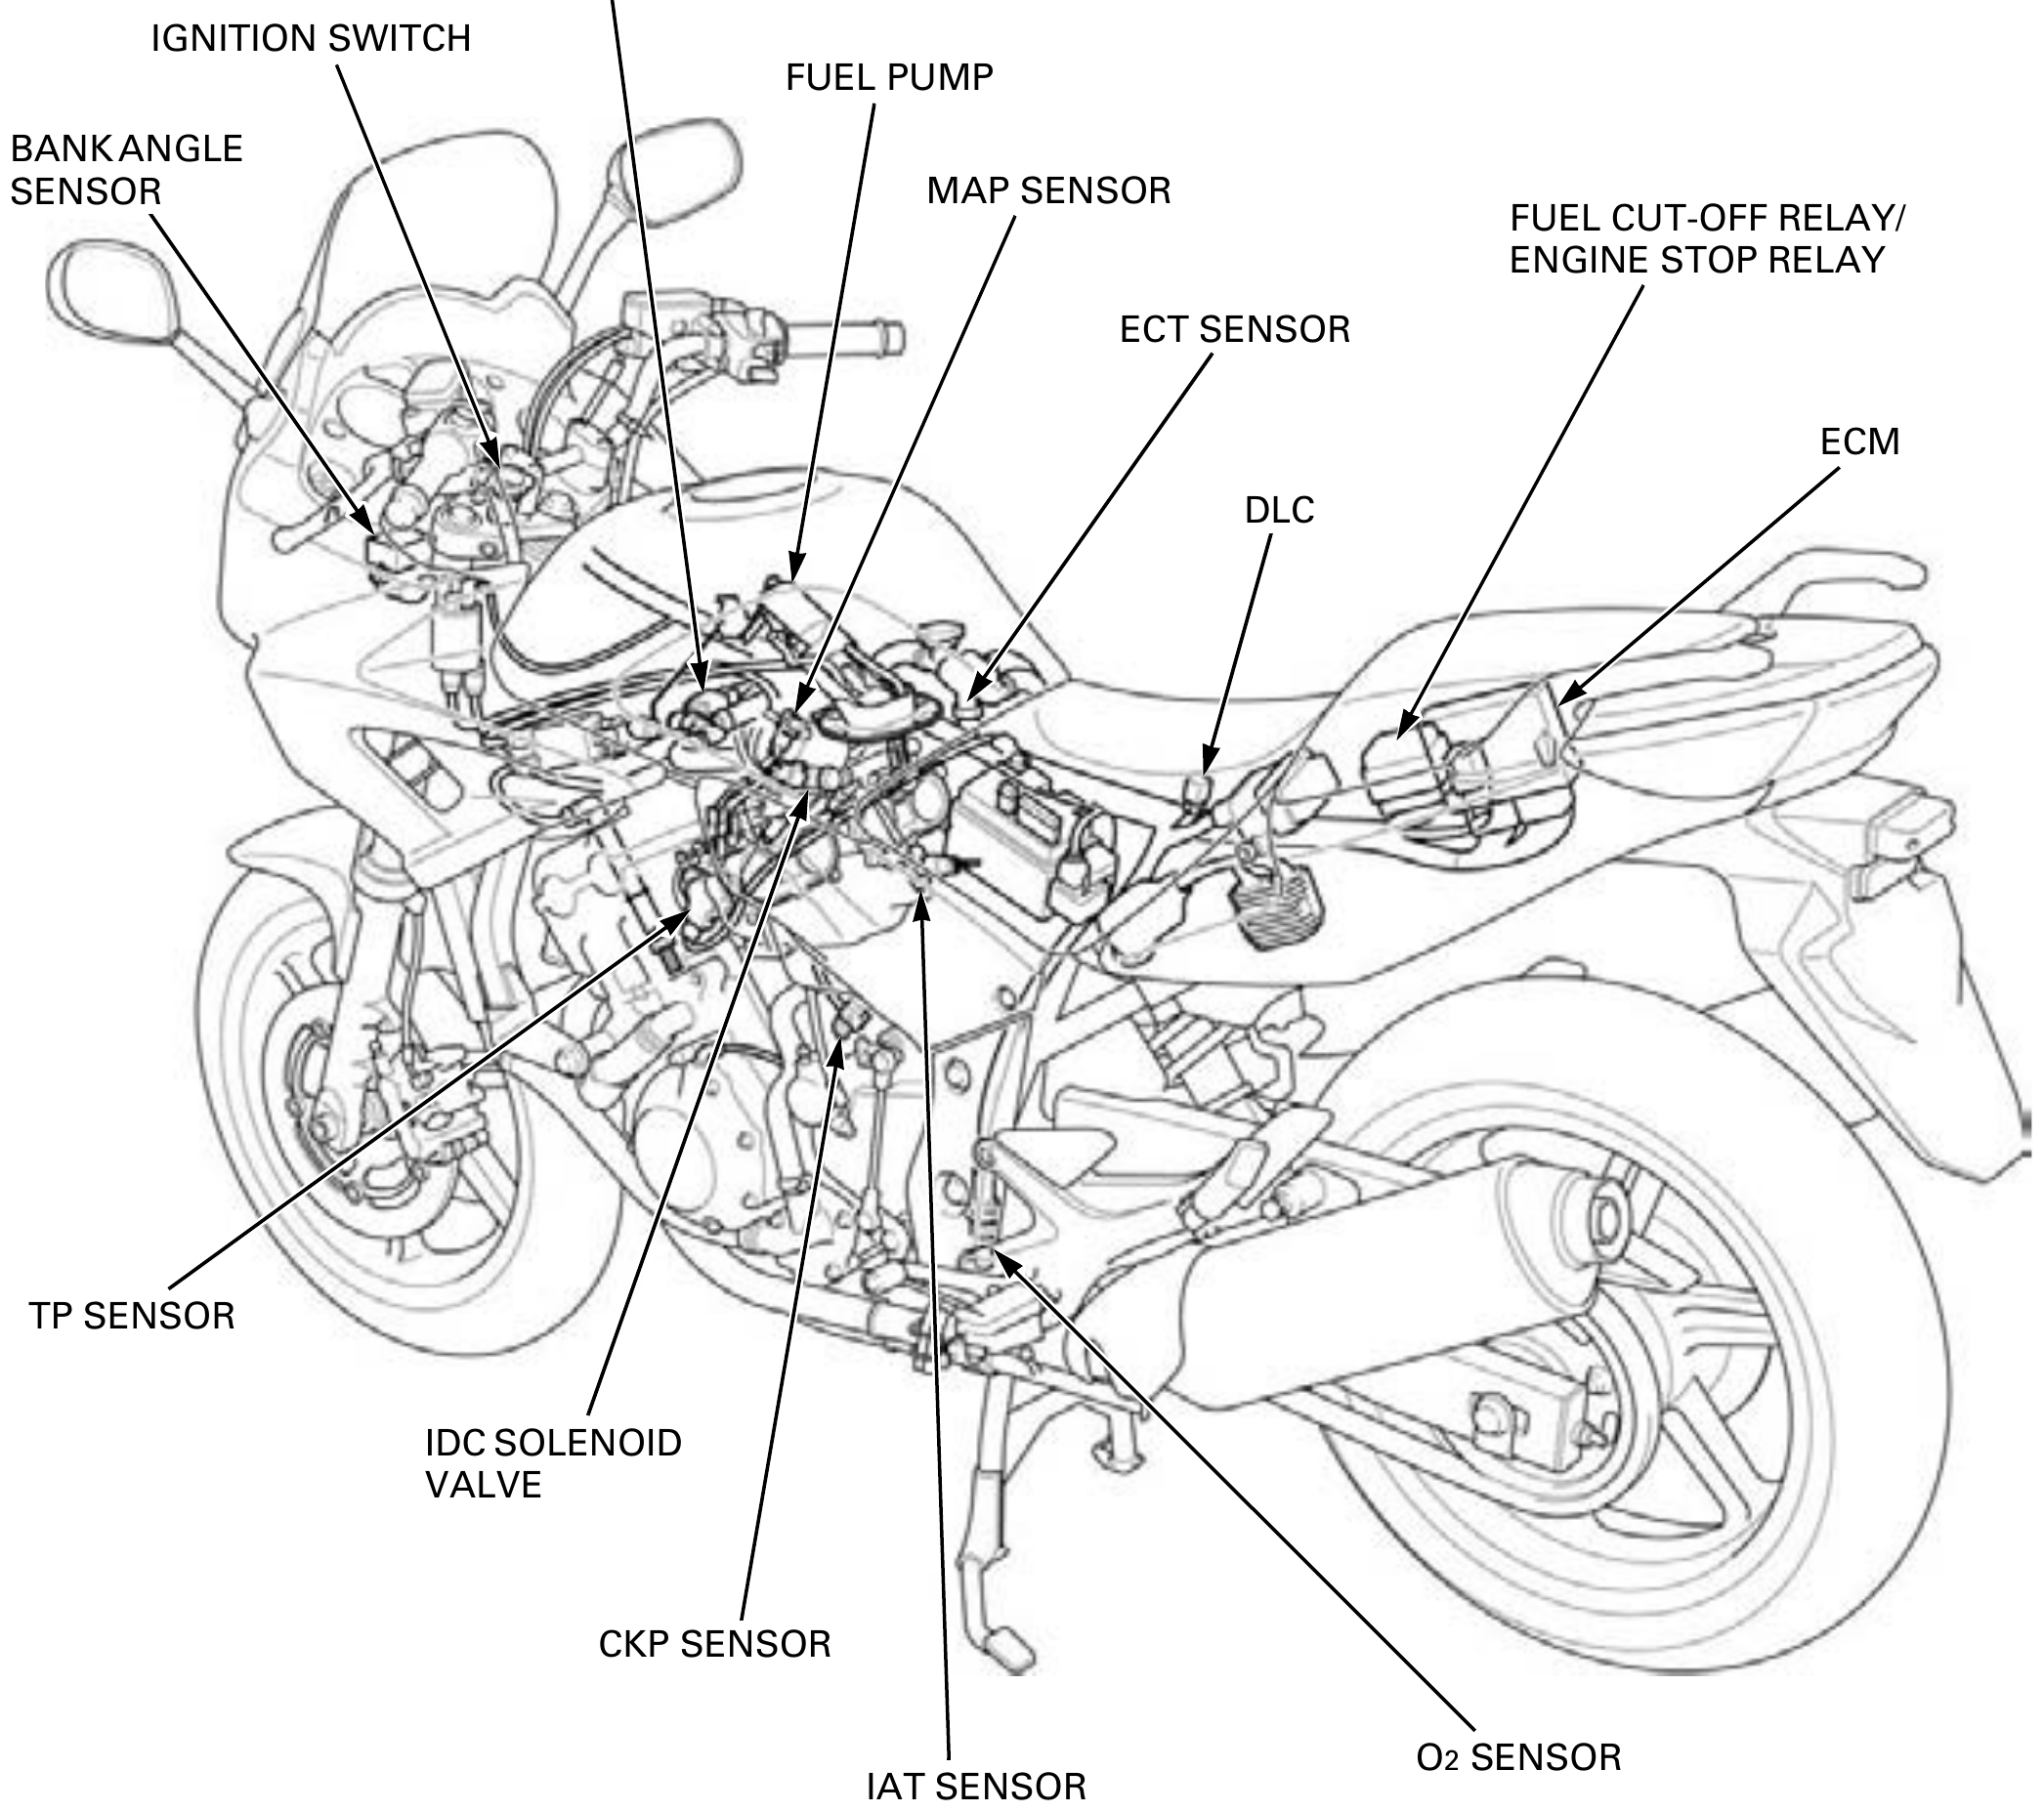 IGNITION SWITCH
FUEL PUMP
BANK ANGLE
SENSOR
MAP SENSOR
FUEL CUT-OFF RELAY/
ENGINE STOP RELAY
ECT SENSOR
ECM
DLC
TP SENSOR
IDC SOLENOID
VALVE
CKP SENSOR
O2 SENSOR
IAT SENSOR